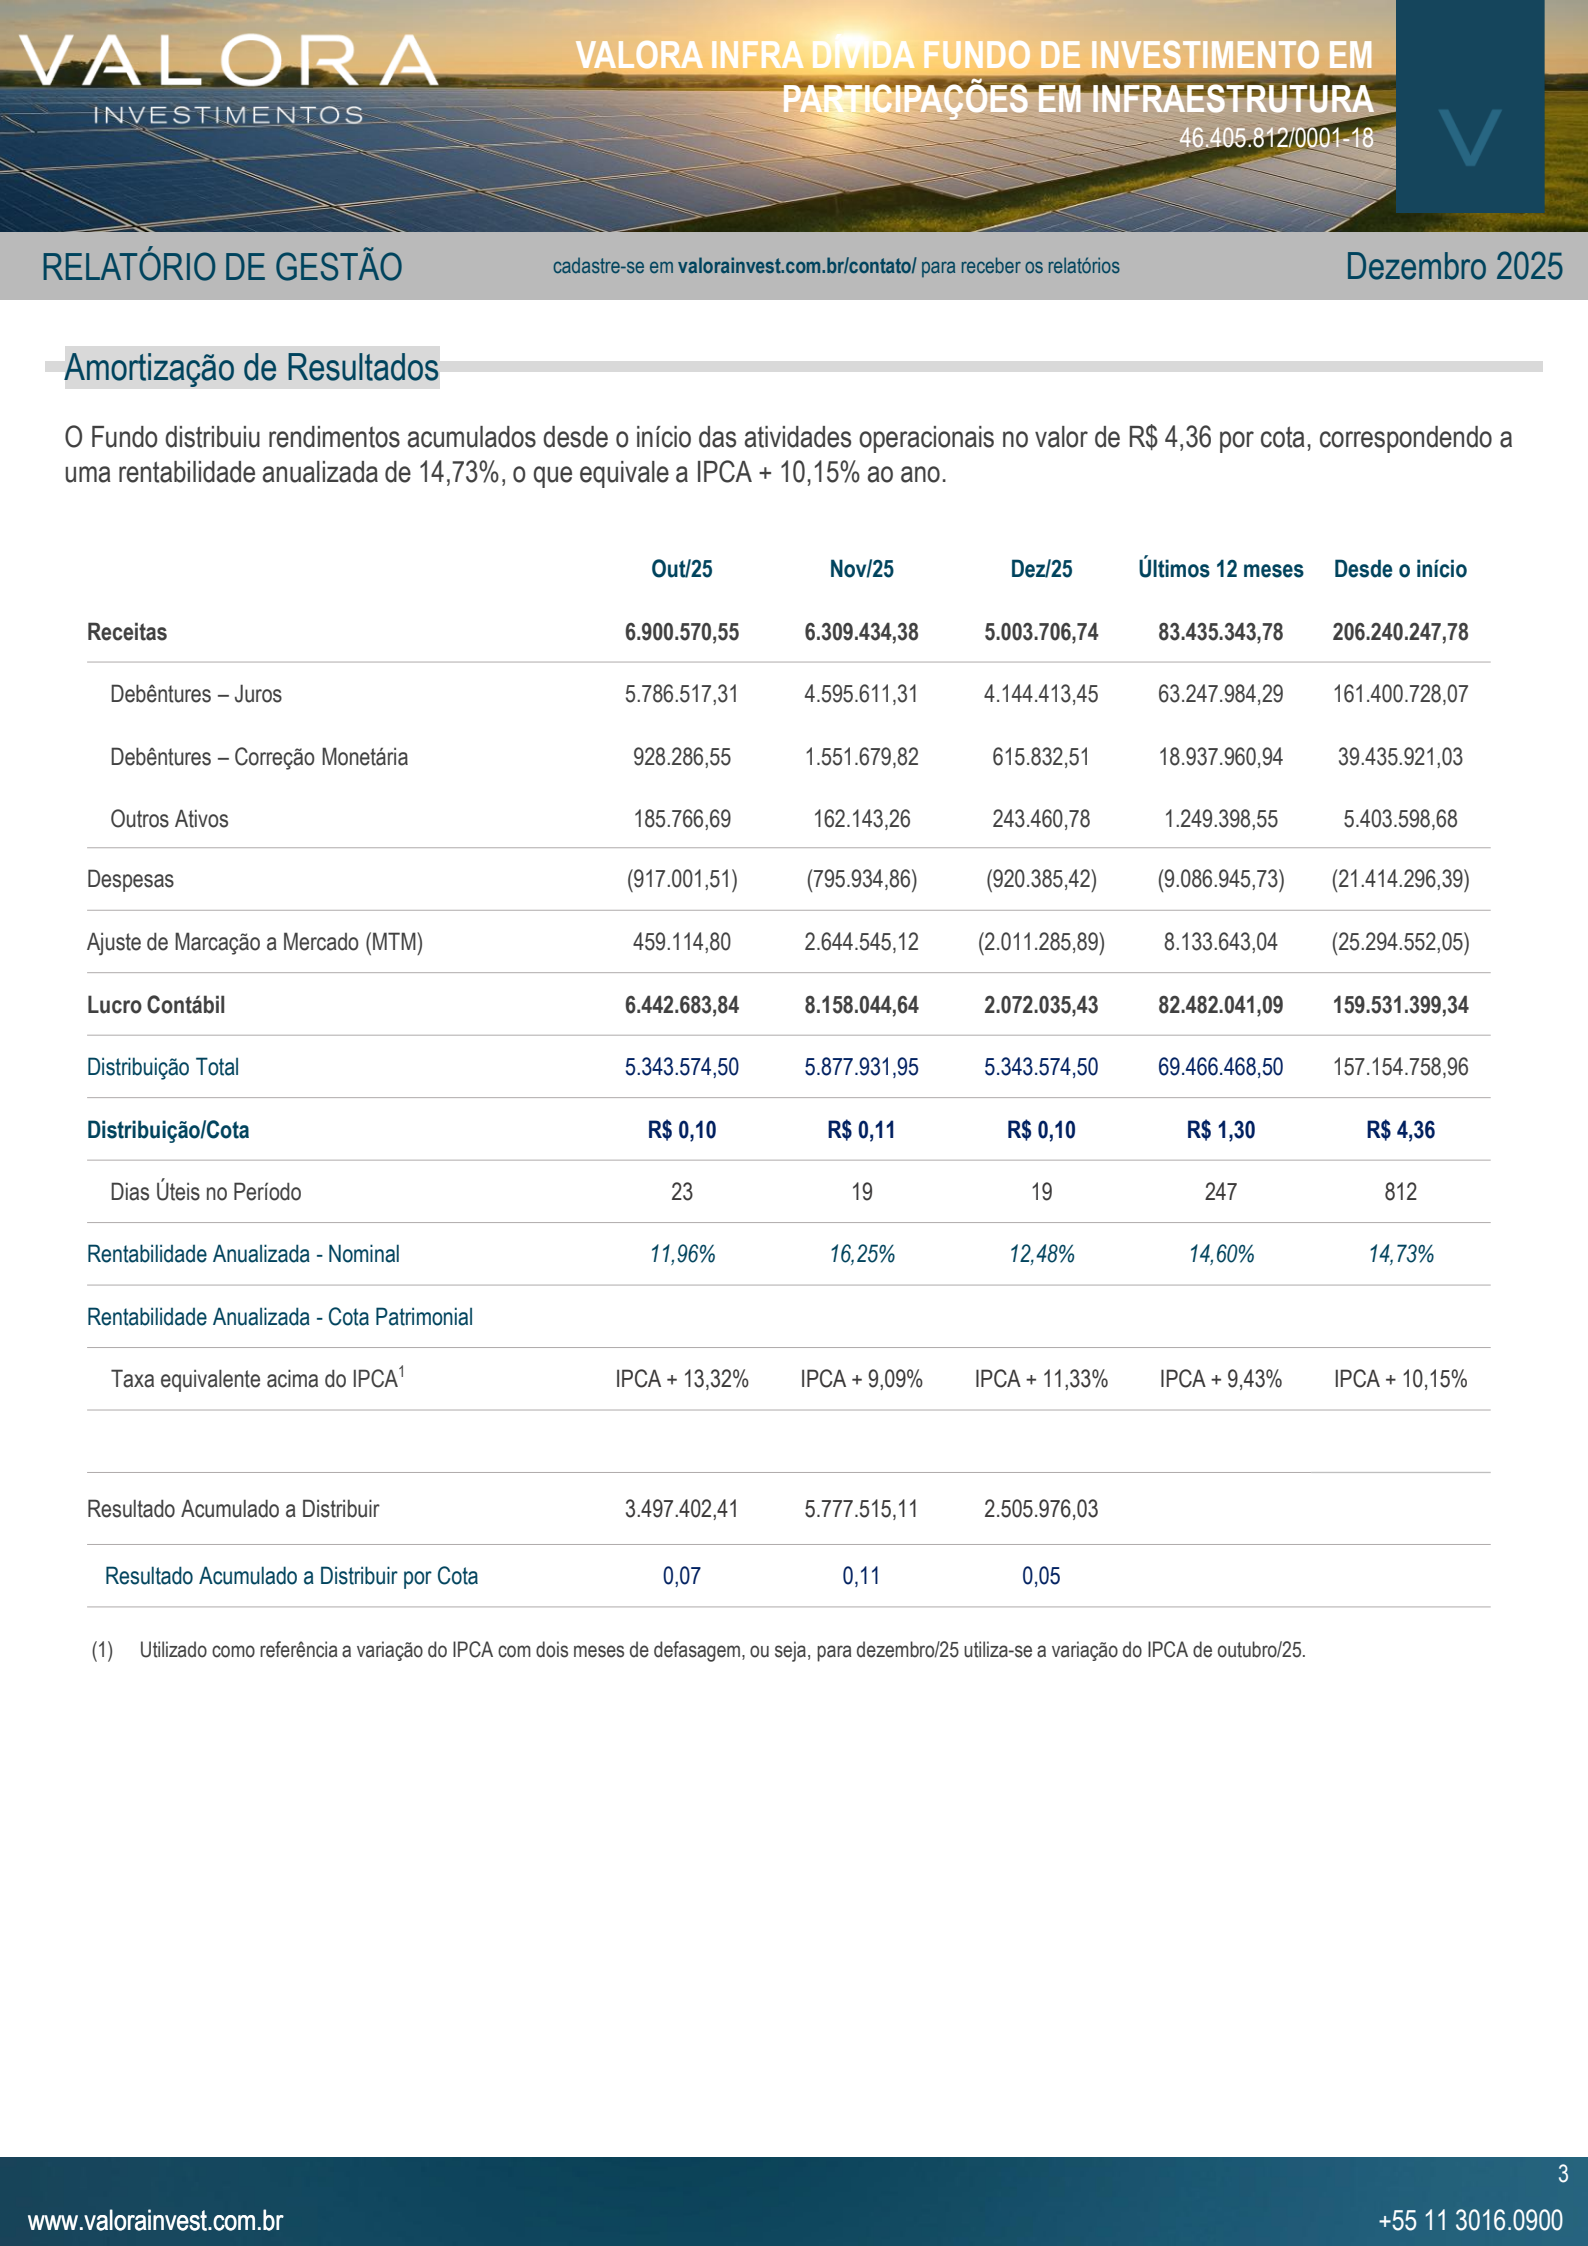 VALORA
INVESTIMENTOS
VALORA INFRA DÍVIDA FUNDO DE INVESTIMENTO EM
PARTICIPAÇÕES EM INFRAESTRUTURA
46.405.812/0001-18
V
RELATÓRIO DE GESTÃO cadastre-se em valorainvest.com.br/contato/ para receber os relatórios Dezembro 2025
Amortização de Resultados
O Fundo distribuiu rendimentos acumulados desde o início das atividades operacionais no valor de R$ 4,36 por cota, correspondendo a
uma rentabilidade anualizada de 14,73%, o que equivale a IPCA + 10,15% ao ano.
Out/25 Nov/25 Dez/25 Últimos 12 meses Desde o início
Receitas 6.900.570,55 6.309.434,38 5.003.706,74 83.435.343,78 206.240.247,78
Debêntures – Juros 5.786.517,31 4.595.611,31 4.144.413,45 63.247.984,29 161.400.728,07
Debêntures – Correção Monetária 928.286,55 1.551.679,82 615.832,51 18.937.960,94 39.435.921,03
Outros Ativos 185.766,69 162.143,26 243.460,78 1.249.398,55 5.403.598,68
Despesas (917.001,51) (795.934,86) (920.385,42) (9.086.945,73) (21.414.296,39)
Ajuste de Marcação a Mercado (MTM) 459.114,80 2.644.545,12 (2.011.285,89) 8.133.643,04 (25.294.552,05)
Lucro Contábil 6.442.683,84 8.158.044,64 2.072.035,43 82.482.041,09 159.531.399,34
Distribuição Total 5.343.574,50 5.877.931,95 5.343.574,50 69.466.468,50 157.154.758,96
Distribuição/Cota R$ 0,10 R$ 0,11 R$ 0,10 R$ 1,30 R$ 4,36
Dias Úteis no Período 23 19 19 247 812
Rentabilidade Anualizada - Nominal 11,96% 16,25% 12,48% 14,60% 14,73%
Rentabilidade Anualizada - Cota Patrimonial
Taxa equivalente acima do IPCA1 IPCA + 13,32% IPCA + 9,09% IPCA + 11,33% IPCA + 9,43% IPCA + 10,15%
Resultado Acumulado a Distribuir 3.497.402,41 5.777.515,11 2.505.976,03
Resultado Acumulado a Distribuir por Cota 0,07 0,11 0,05
(1) Utilizado como referência a variação do IPCA com dois meses de defasagem, ou seja, para dezembro/25 utiliza-se a variação do IPCA de outubro/25.
3
www.valorainvest.com.br +55 11 3016.0900